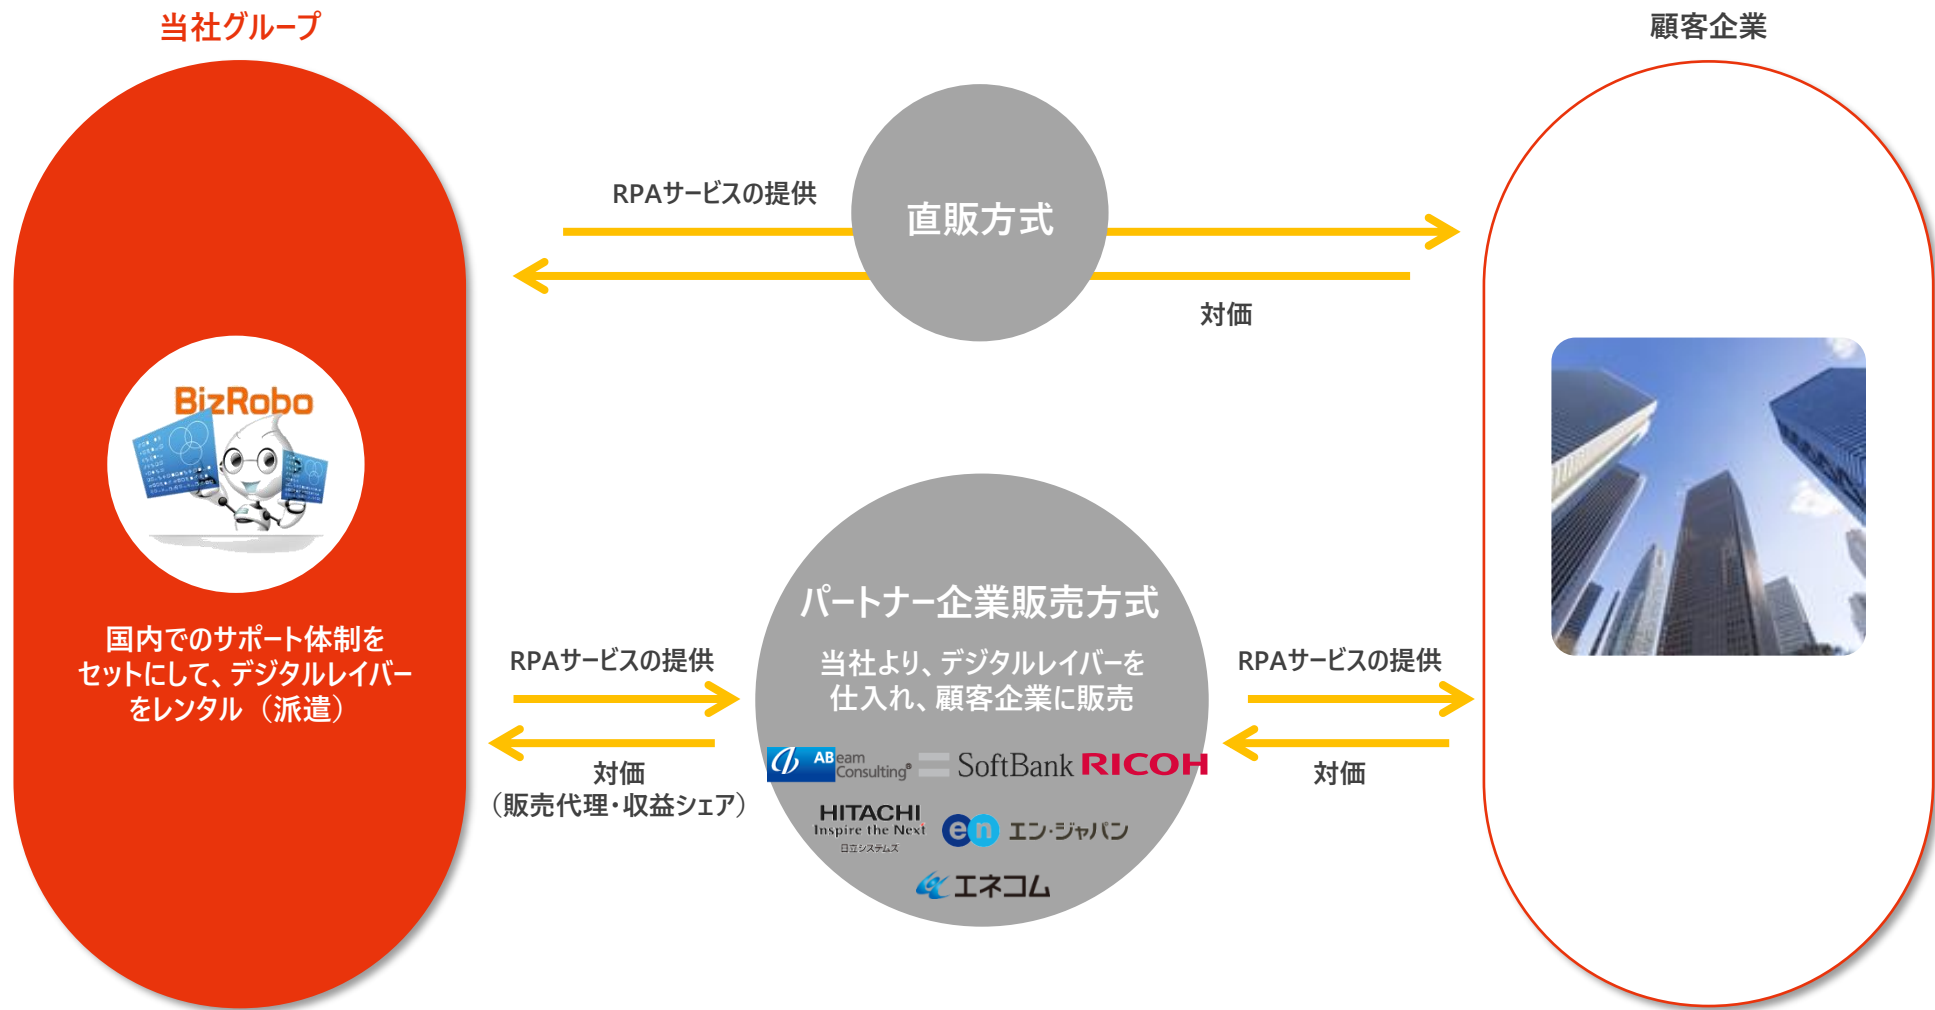 当社グループ
顧客企業
RPAサービスの提供
直販方式
対価
BizRobo
国内でのサポート体制を
セットにして、デジタルレイバー
をレンタル（派遣）
パートナー企業販売方式
当社より、デジタルレイバーを
仕入れ、顧客企業に販売
RPAサービスの提供
対価
（販売代理・収益シェア）
RPAサービスの提供
対価
ABeam
Consulting®
SoftBank
RICOH
HITACHI
Inspire the Next
日立システムズ
en エン・ジャパン
エネコム